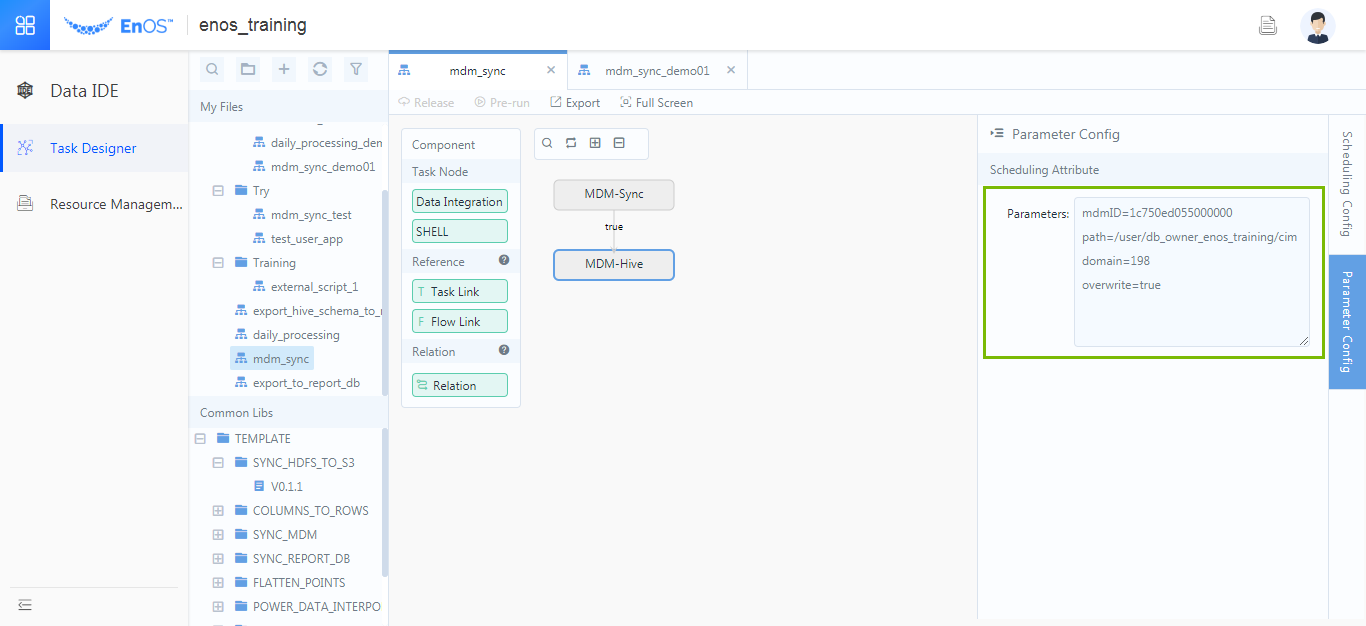 EnOS™
enos_training
Data IDE
Task Designer
Resource Managem...
My Files
daily_processing_den
mdm_sync_demo01
Try
mdm_sync_test
test_user_app
Training
external_script_1
export_hive_schema_to_r
daily_processing
mdm_sync
export_to_report_db
Common Libs
TEMPLATE
SYNC_HDFS_TO_S3
V0.1.1
COLUMNS_TO_ROWS
SYNC_MDM
SYNC_REPORT_DB
FLATTEN_POINTS
POWER_DATA_INTERPO
mdm_sync
mdm_sync_demo01
Release
Pre-run
Export
Full Screen
Component
Task Node
Data Integration
SHELL
Reference
T Task Link
F Flow Link
Relation
Relation
MDM-Sync
true
MDM-Hive
Parameter Config
Scheduling Attribute
Parameters:
mdmID=1c750ed055000000
path=/user/db_owner_enos_training/cim
domain=198
overwrite=true
Scheduling Config
Parameter Config